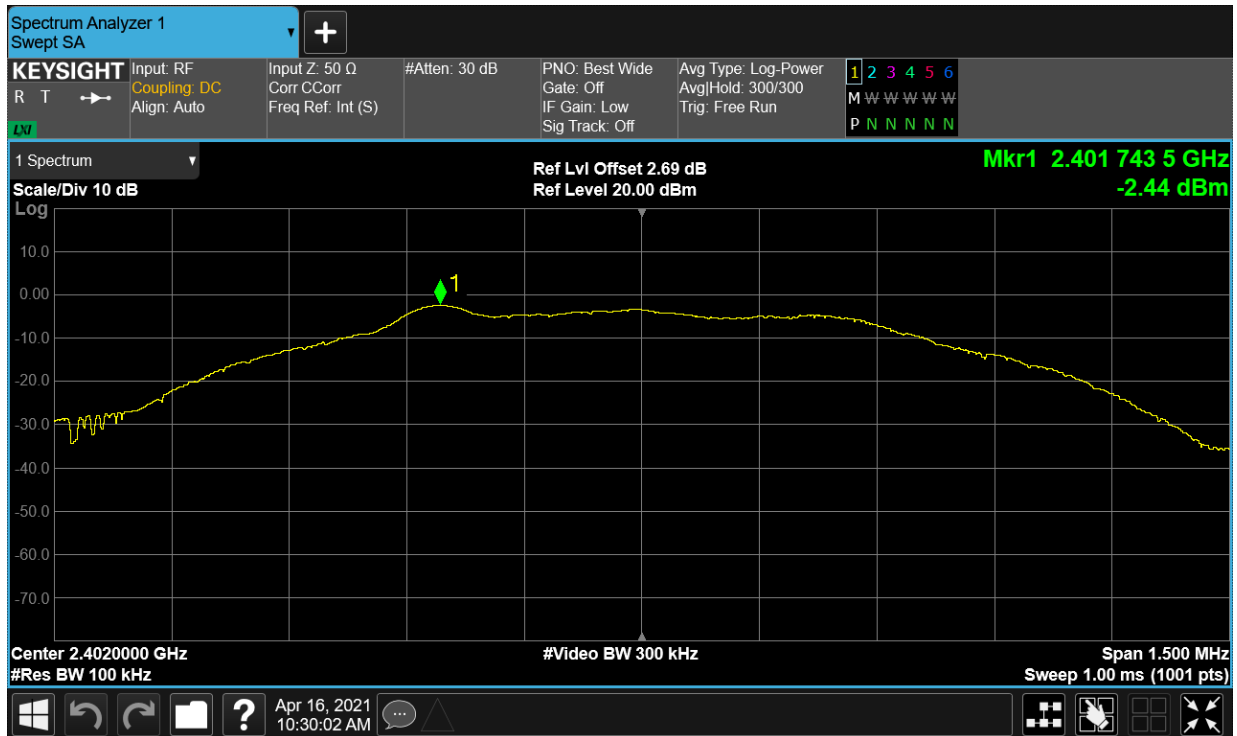 Spectrum Analyzer 1
Swept SA
▼
+
KEYSIGHT
R T
LXI
Input: RF
Coupling: DC
Align: Auto
Input Z: 50 Ω
Corr CCorr
Freq Ref: Int (S)
#Atten: 30 dB
PNO: Best Wide
Gate: Off
IF Gain: Low
Sig Track: Off
Avg Type: Log-Power
Avg|Hold: 300/300
Trig: Free Run
1 2 3 4 5 6
M W W W W W W
P N N N N N N
1 Spectrum ▼
Scale/Div 10 dB
Ref Lvl Offset 2.69 dB
Ref Level 20.00 dBm
Mkr1 2.401 743 5 GHz
-2.44 dBm
Log
10.0
0.00
-10.0
-20.0
-30.0
-40.0
-50.0
-60.0
-70.0
1
Center 2.4020000 GHz
#Res BW 100 kHz
#Video BW 300 kHz
Span 1.500 MHz
Sweep 1.00 ms (1001 pts)
?
Apr 16, 2021
10:30:02 AM